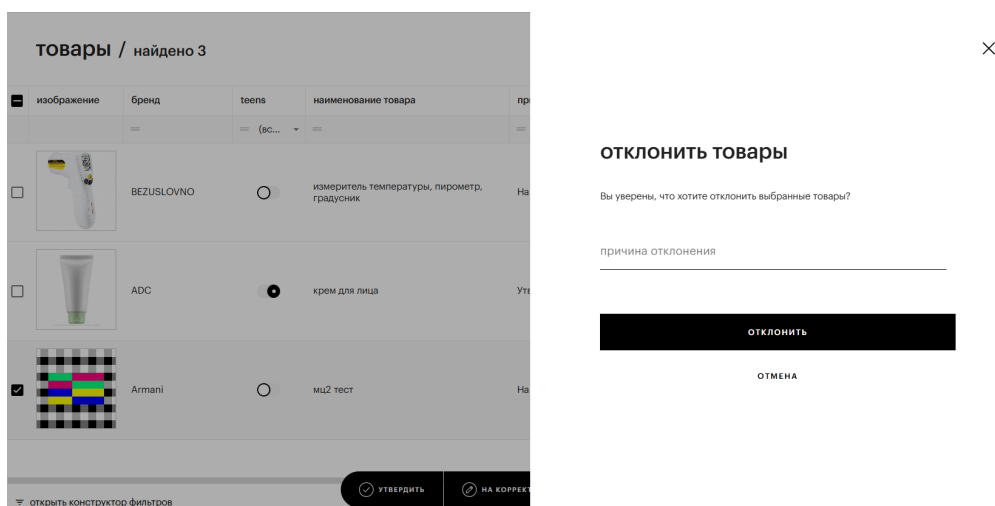 товары / найдено 3
изображение бренд teens наименование товара
= = (вс... = =
BEZUSLOVNO измеритель температуры, пирометр,
градусник На
ADC крем для лица
Armani мц2 тест На
УТВЕРДИТЬ
открыть конструктор фильтров
отклонить товары
Вы уверены, что хотите отклонить выбранные товары?
причина отклонения
ОТКЛОНИТЬ
ОТМЕНА